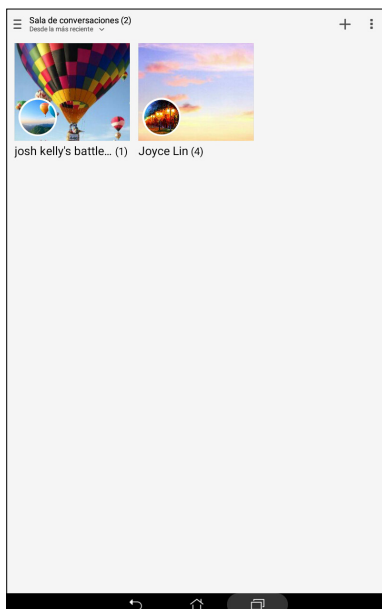 Sala de conversaciones (2)
Desde la más reciente
josh kelly's battle... (1)
Joyce Lin (4)